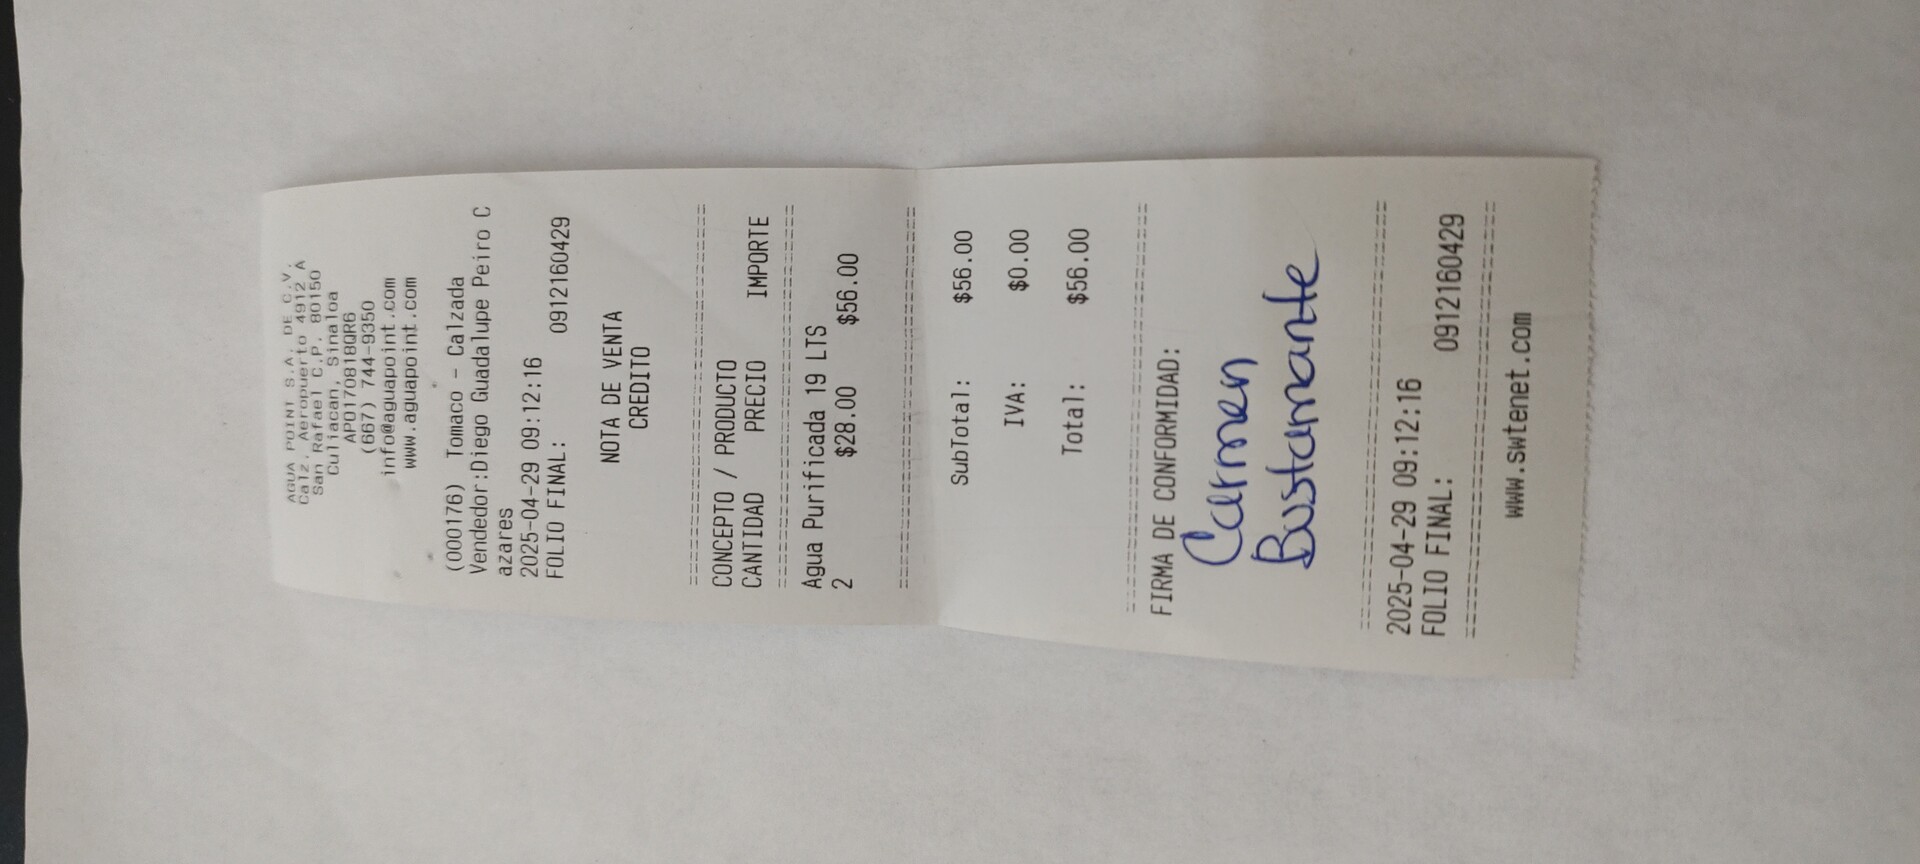 AGUA POINT S.A. DE C.V.
Calz. Aeropuerto 4912 A
San Rafael C.P. 80150
Culiacan, Sinaloa
APO170818QR6
(667) 744-9350
info@aguapoint.com
www.aguapoint.com
(000176) Tomaco - Calzada
Vendedor:Diego Guadalupe Peiro C
azares
2025-04-29 09:12:16
FOLIO FINAL: 0912160429
NOTA DE VENTA
CREDITO
================================
CONCEPTO / PRODUCTO
CANTIDAD PRECIO IMPORTE
================================
Agua Purificada 19 LTS
2 $28.00 $56.00
================================
SubTotal: $56.00
IVA: $0.00
Total: $56.00
================================
FIRMA DE CONFORMIDAD:
Carmen
Bustamante
================================
2025-04-29 09:12:16
FOLIO FINAL: 0912160429
================================
www.swtenet.com